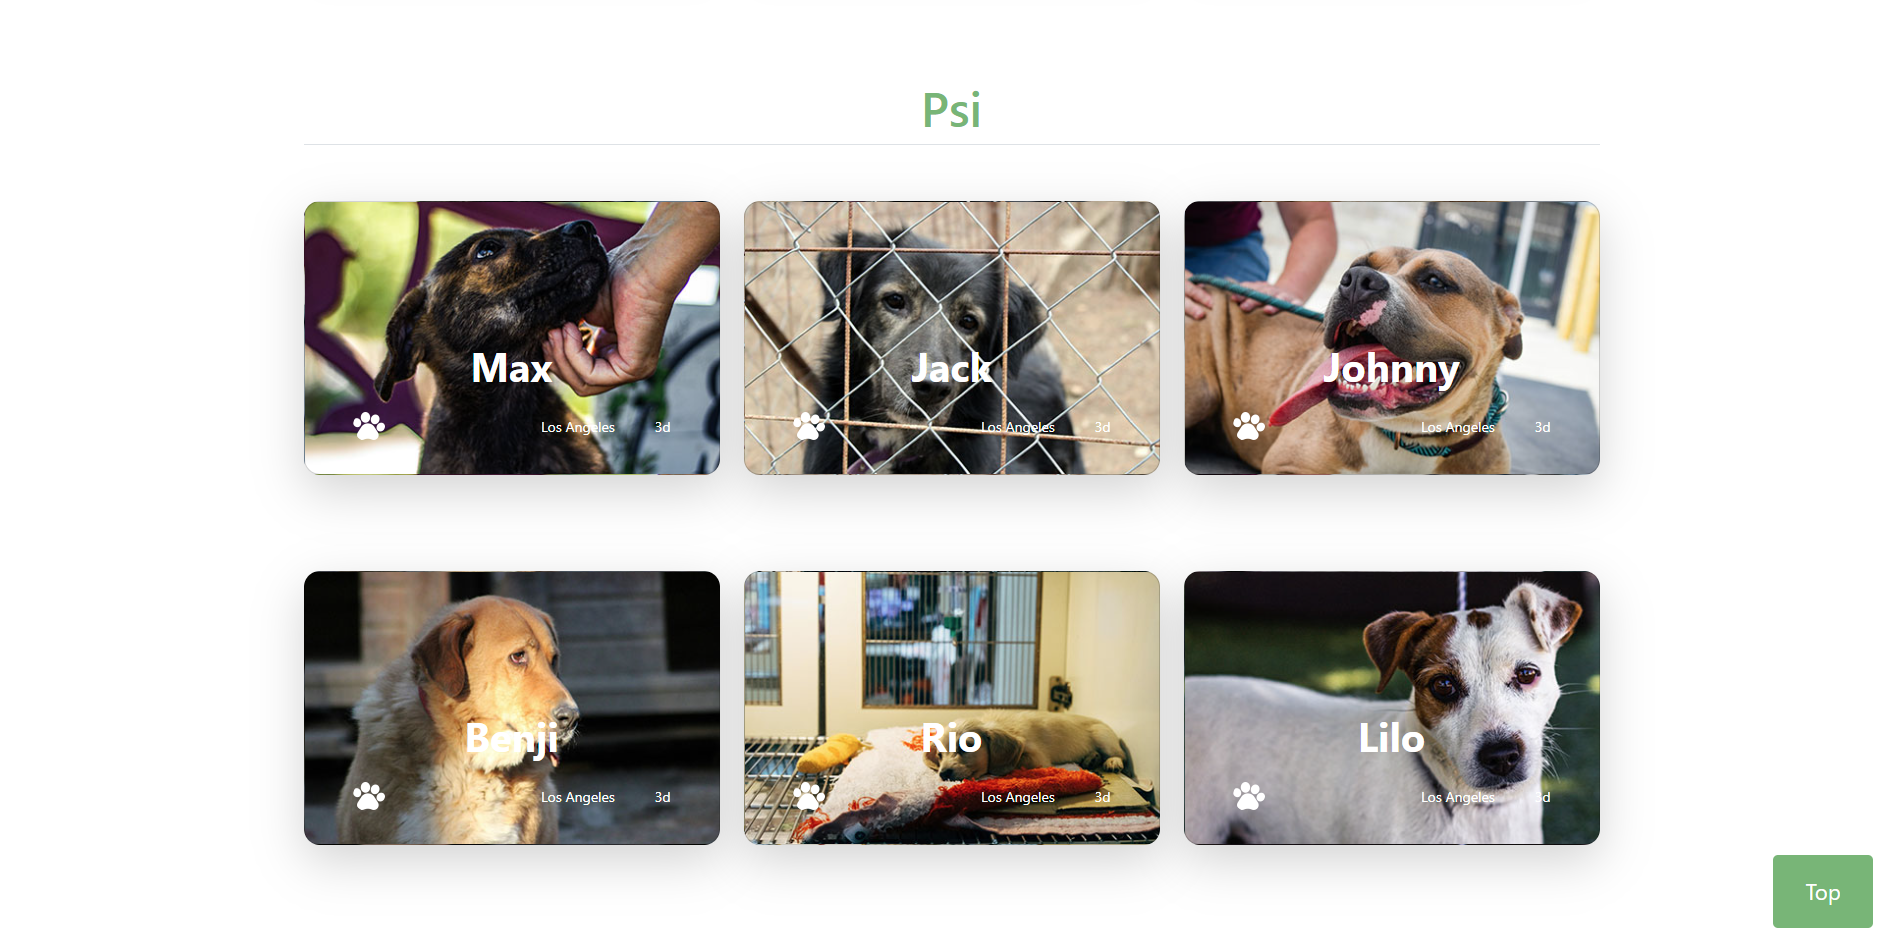 Psi
Max
Los Angeles 3d
Jack
Los Angeles 3d
Johnny
Los Angeles 3d
Benji
Los Angeles 3d
Rio
Los Angeles 3d
Lilo
Los Angeles 3d
Top